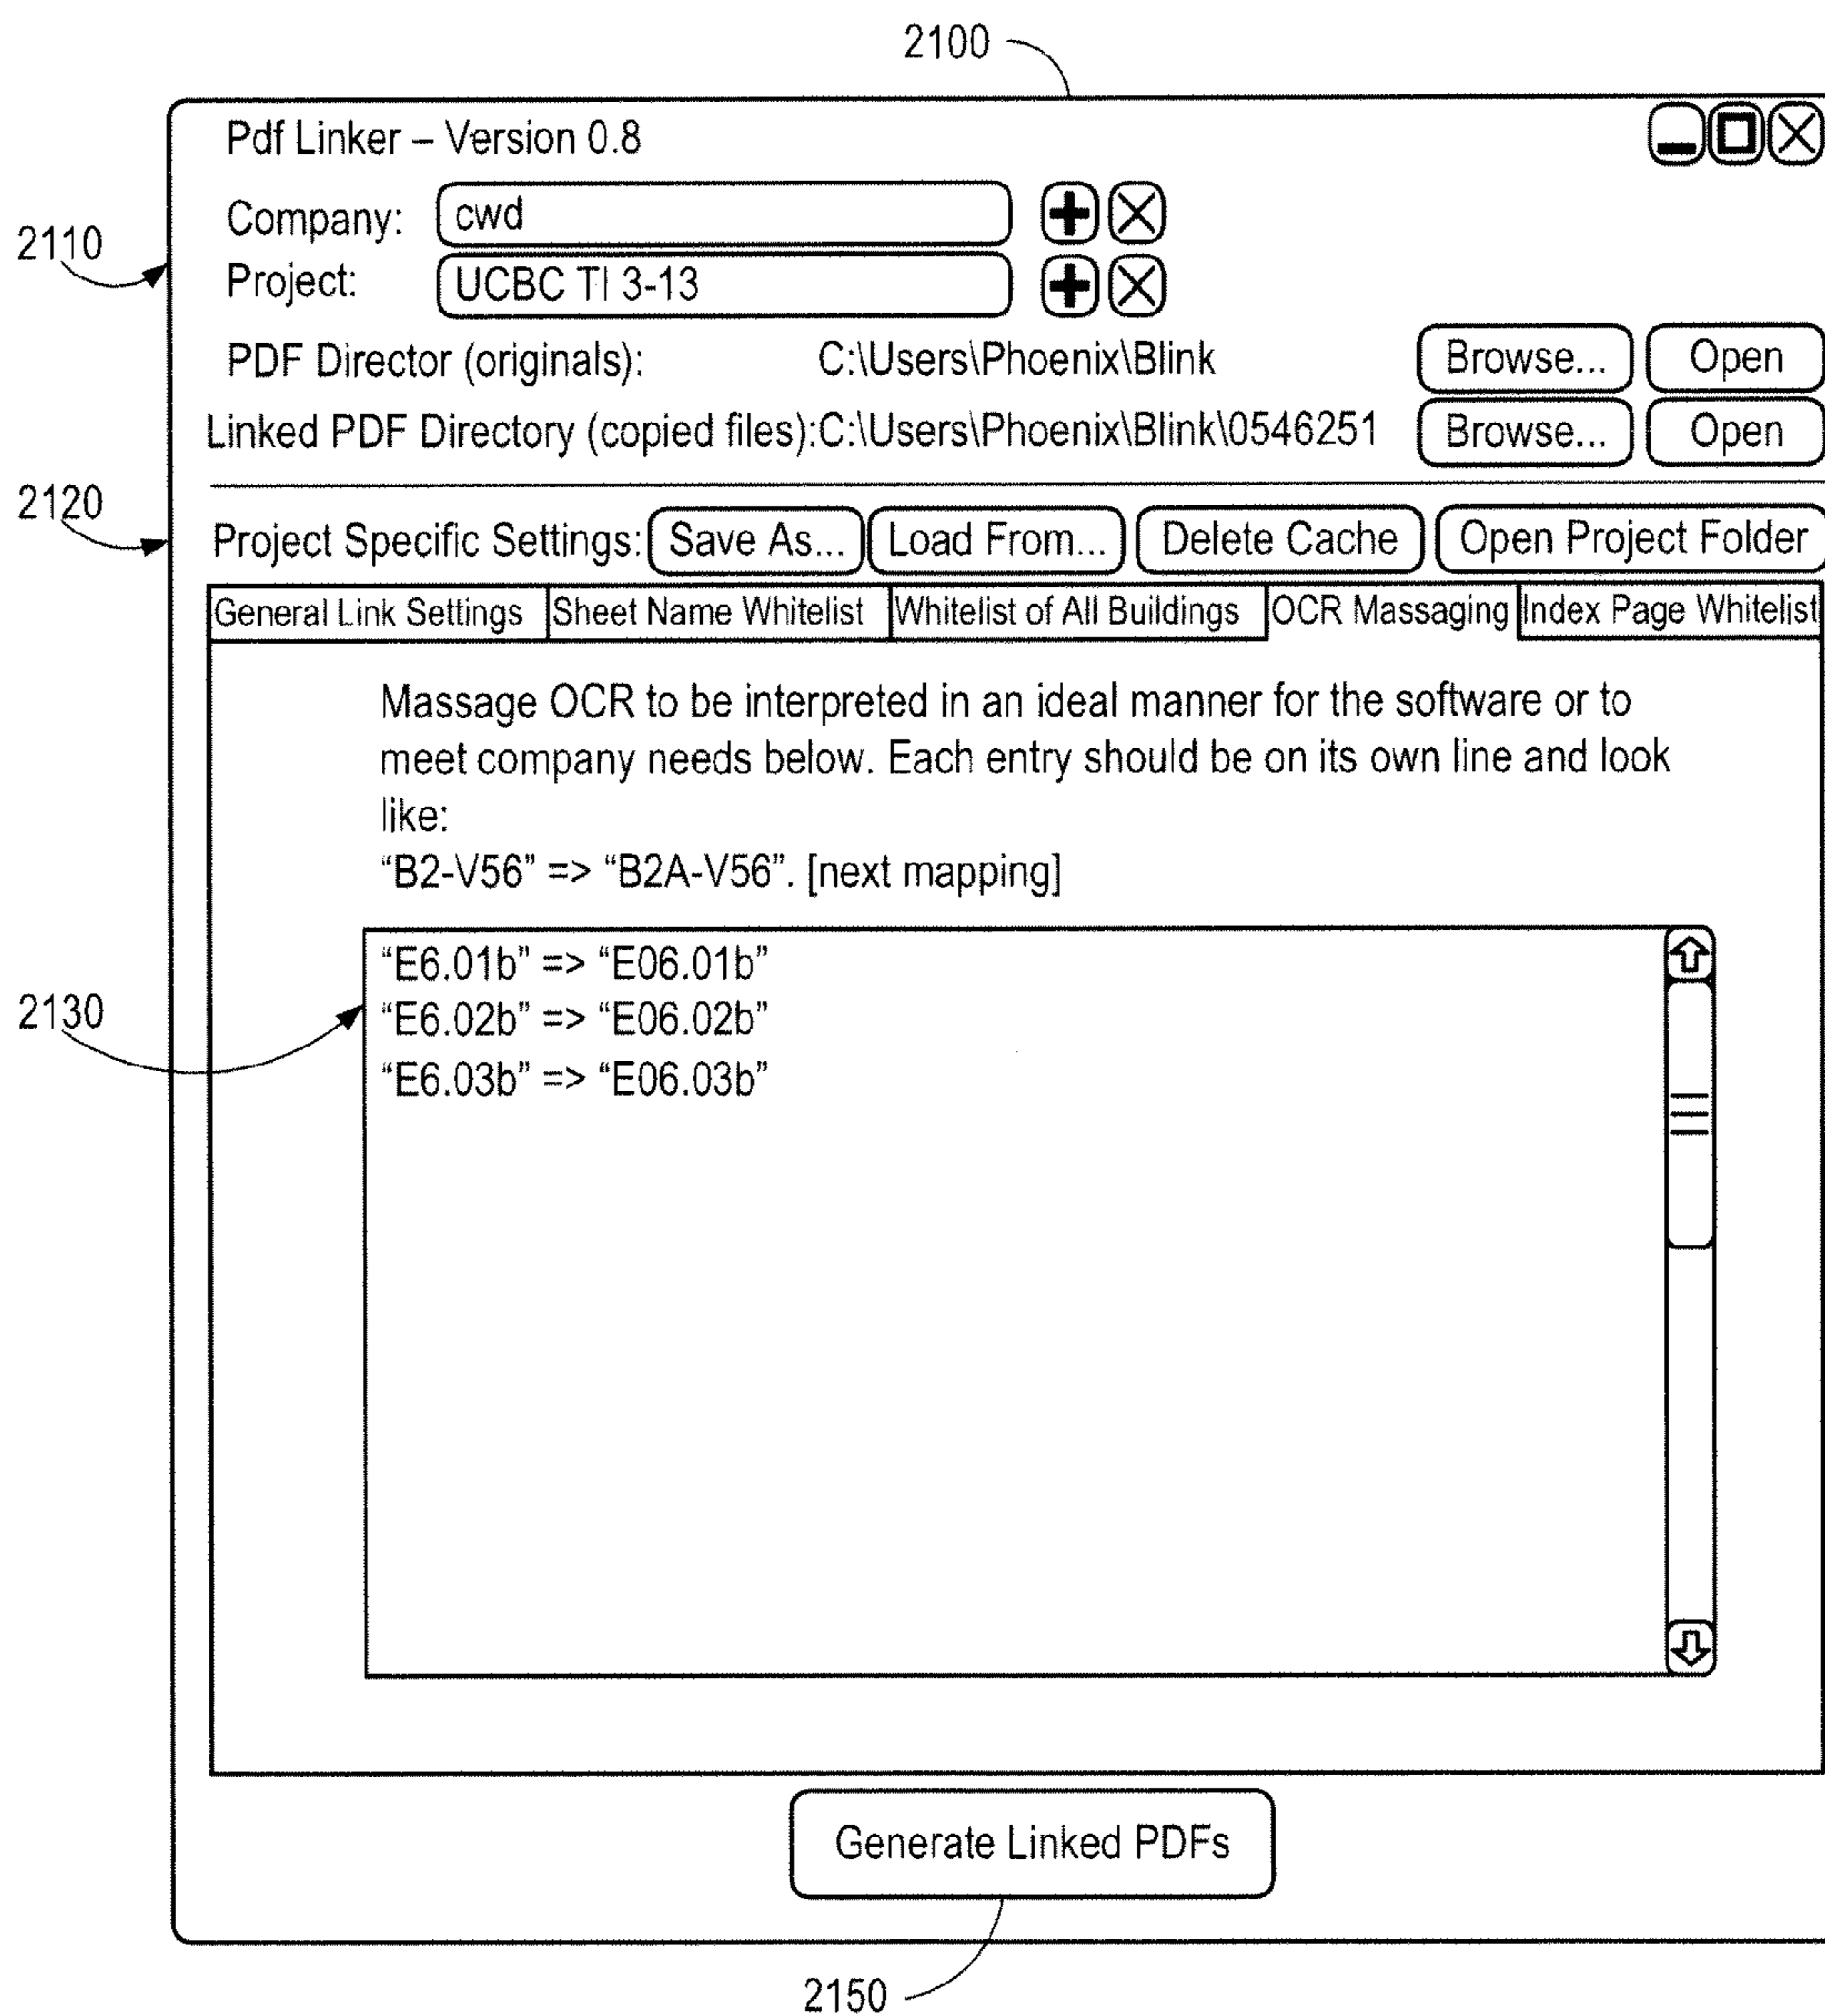 2100
Pdf Linker – Version 0.8
Company: cwd
2110
Project: UCBC TI 3-13
PDF Director (originals): C:\Users\Phoenix\Blink Browse... Open
Linked PDF Directory (copied files):C:\Users\Phoenix\Blink\0546251 Browse... Open
2120
Project Specific Settings: Save As... Load From... Delete Cache Open Project Folder
General Link Settings Sheet Name Whitelist Whitelist of All Buildings OCR Massaging Index Page Whitelist
Massage OCR to be interpreted in an ideal manner for the software or to
meet company needs below. Each entry should be on its own line and look
like:
“B2-V56” => “B2A-V56”. [next mapping]
“E6.01b” => “E06.01b”
2130 “E6.02b” => “E06.02b”
“E6.03b” => “E06.03b”
Generate Linked PDFs
2150